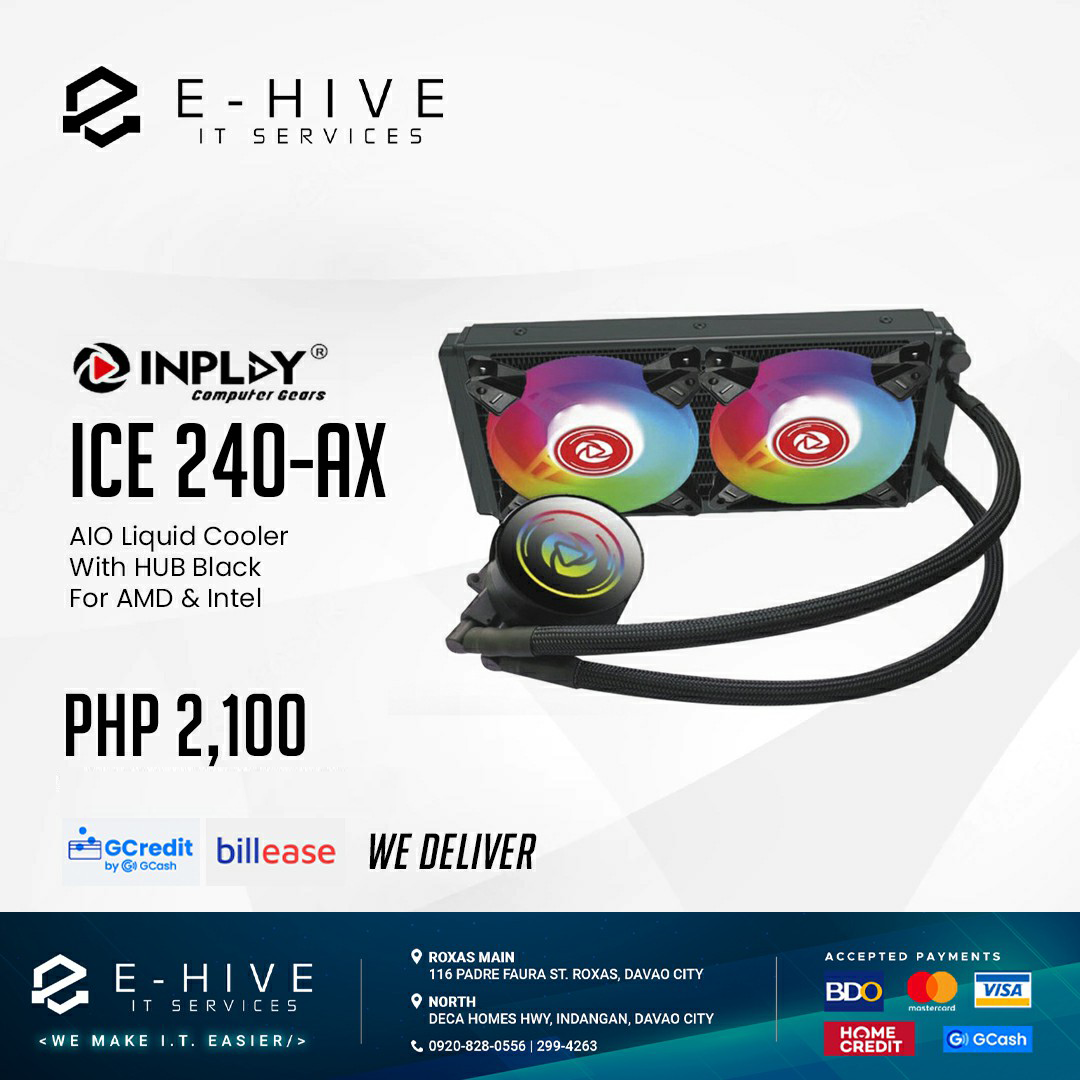 E-HIVE
IT SERVICES
INPLAY®
Computer Gears
ICE 240-AX
AIO Liquid Cooler
With HUB Black
For AMD & Intel
PHP 2,100
GCredit
by GCash
billease
WE DELIVER
E-HIVE
IT SERVICES
<WE MAKE I.T. EASIER/>
ROXAS MAIN
116 PADRE FAURA ST. ROXAS, DAVAO CITY
NORTH
DECA HOMES HWY, INDANGAN, DAVAO CITY
0920-828-0556 | 299-4263
ACCEPTED PAYMENTS
BDO
mastercard
VISA
HOME
CREDIT
GCash